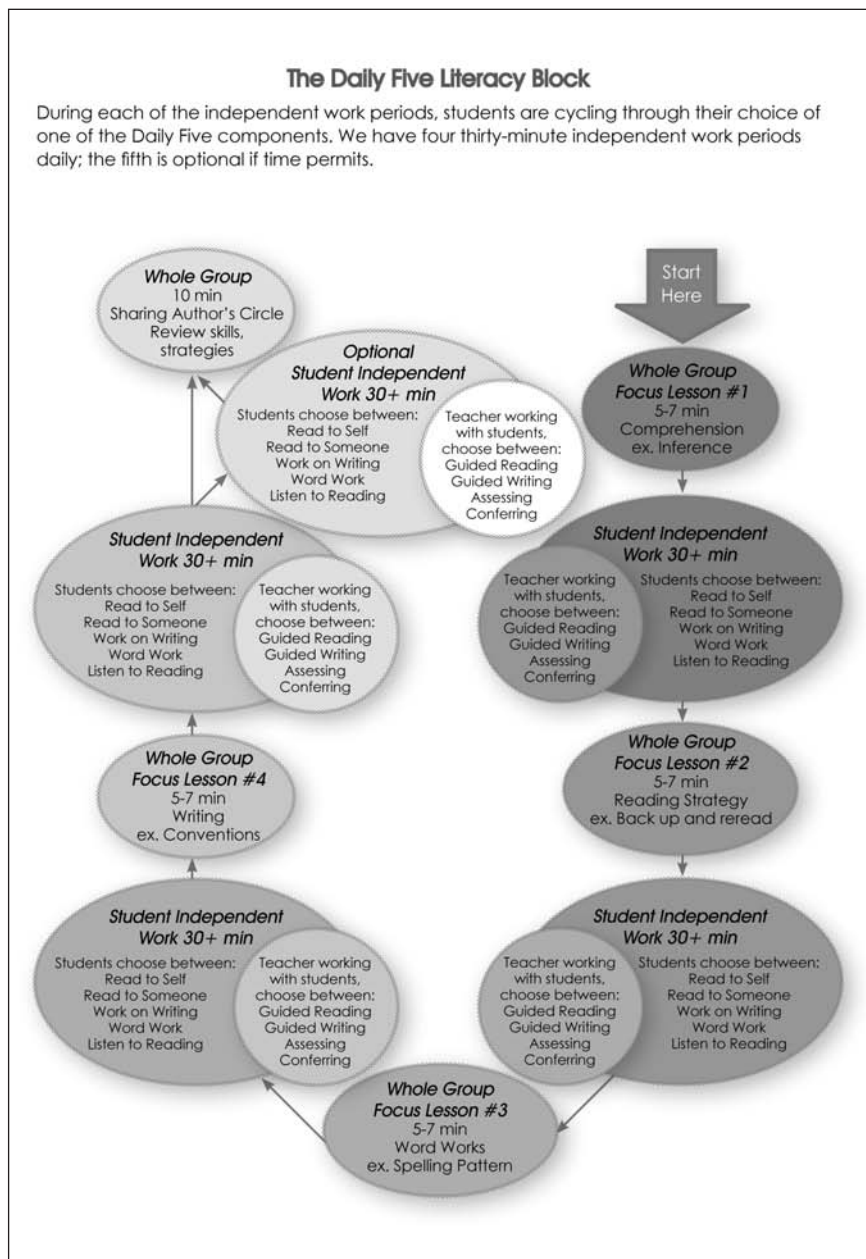 The Daily Five Literacy Block
During each of the independent work periods, students are cycling through their choice of
one of the Daily Five components. We have four thirty-minute independent work periods
daily; the fifth is optional if time permits.
Start
Here
Whole Group
Focus Lesson #1
5-7 min
Comprehension
ex. Inference
Student Independent
Work 30+ min
Students choose between:
Read to Self
Read to Someone
Work on Writing
Word Work
Listen to Reading
Teacher working
with students,
choose between:
Guided Reading
Guided Writing
Assessing
Conferring
Whole Group
Focus Lesson #2
5-7 min
Reading Strategy
ex. Back up and reread
Student Independent
Work 30+ min
Students choose between:
Read to Self
Read to Someone
Work on Writing
Word Work
Listen to Reading
Teacher working
with students,
choose between:
Guided Reading
Guided Writing
Assessing
Conferring
Whole Group
Focus Lesson #3
5-7 min
Word Works
ex. Spelling Pattern
Student Independent
Work 30+ min
Students choose between:
Read to Self
Read to Someone
Work on Writing
Word Work
Listen to Reading
Teacher working
with students,
choose between:
Guided Reading
Guided Writing
Assessing
Conferring
Whole Group
Focus Lesson #4
5-7 min
Writing
ex. Conventions
Student Independent
Work 30+ min
Students choose between:
Read to Self
Read to Someone
Work on Writing
Word Work
Listen to Reading
Teacher working
with students,
choose between:
Guided Reading
Guided Writing
Assessing
Conferring
Optional
Student Independent
Work 30+ min
Students choose between:
Read to Self
Read to Someone
Work on Writing
Word Work
Listen to Reading
Teacher working
with students,
choose between:
Guided Reading
Guided Writing
Assessing
Conferring
Whole Group
10 min
Sharing Author's Circle
Review skills,
strategies